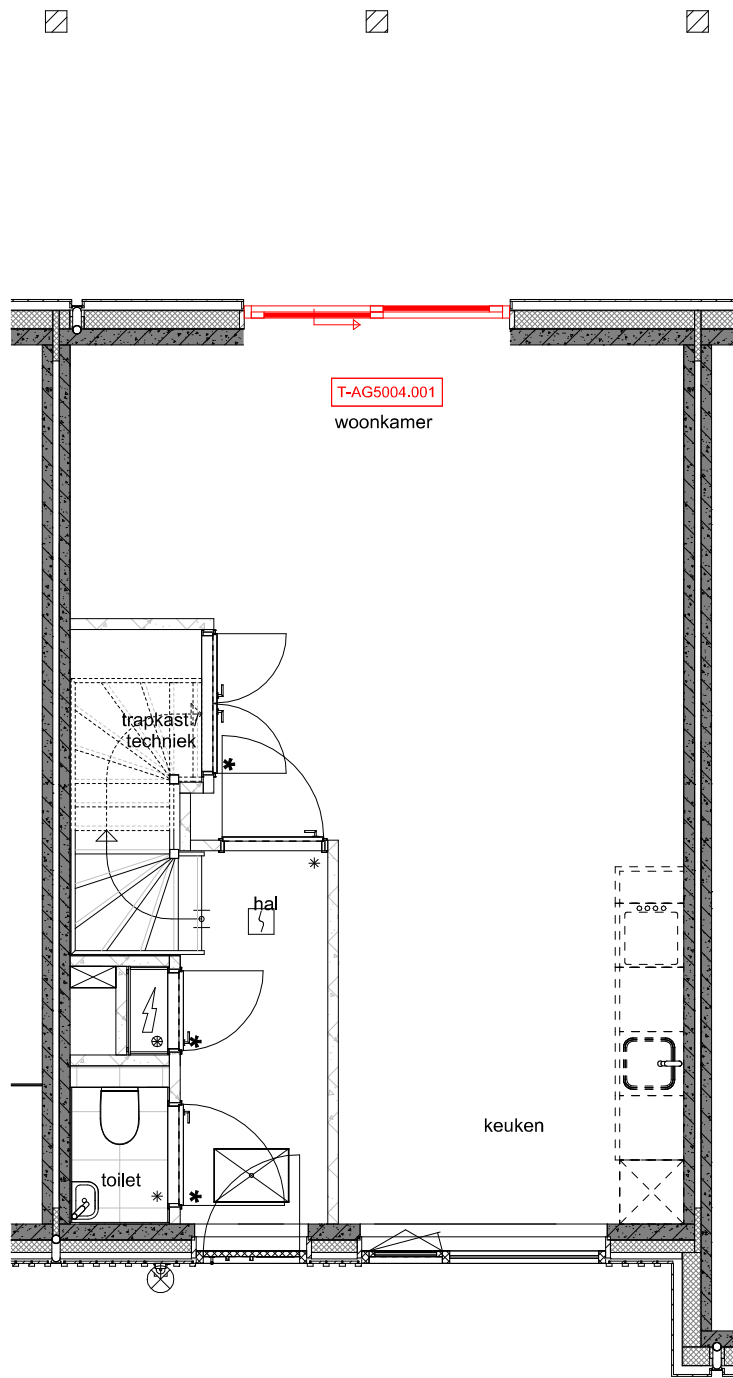 T-AG5004.001
woonkamer
trapkast /
techniek
hal
keuken
toilet